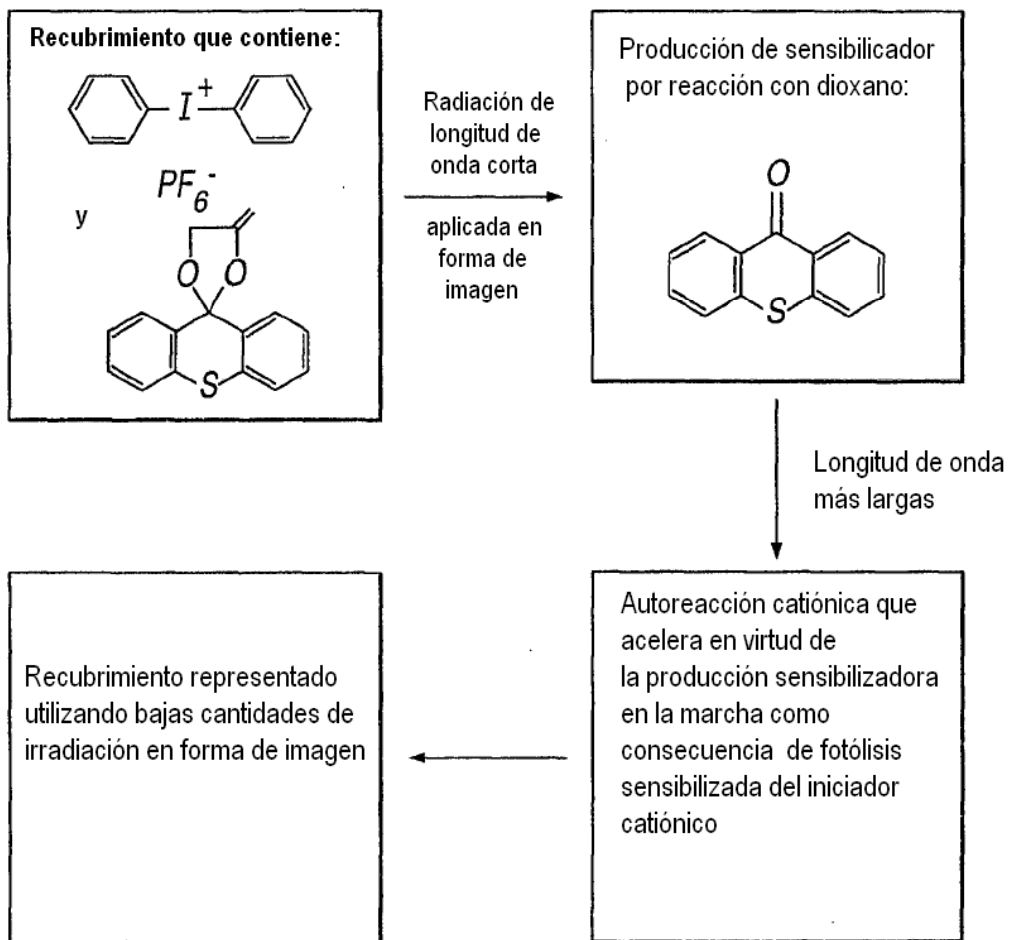 Recubrimiento que contiene:
I+
PF6-
y
O
O
S
Radiación de
longitud de
onda corta
aplicada en
forma de
imagen
Producción de sensibilicador
por reacción con dioxano:
O
S
Longitud de onda
más largas
Autoreacción catiónica que
acelera en virtud de
la producción sensibilizadora
en la marcha como
consecuencia de fotólisis
sensibilizada del iniciador
catiónico
Recubrimiento representado
utilizando bajas cantidades de
irradiación en forma de imagen